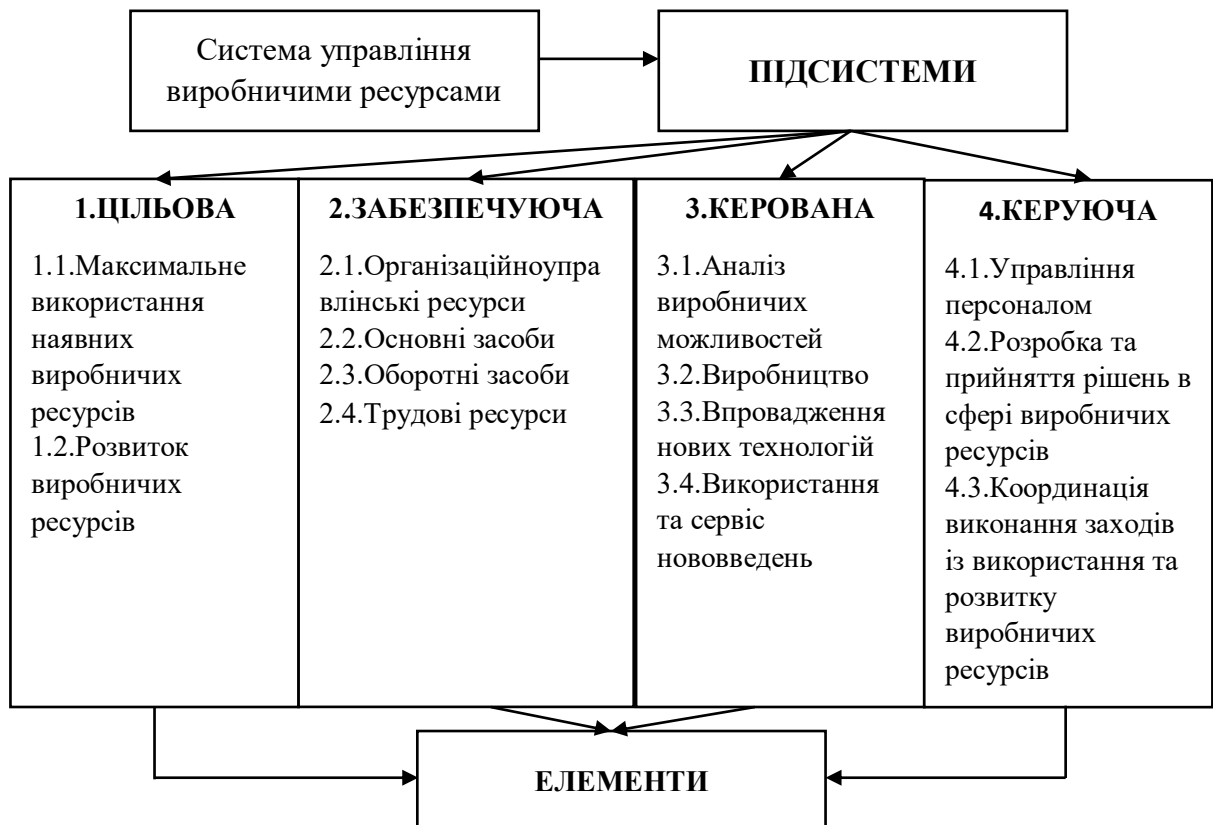 Система управління
виробничими ресурсами
ПІДСИСТЕМИ
1.ЦІЛЬОВА
1.1.Максимальне
використання
наявних
виробничих
ресурсів
1.2.Розвиток
виробничих
ресурсів
2.ЗАБЕЗПЕЧУЮЧА
2.1.Організаційноупра
влінські ресурси
2.2.Основні засоби
2.3.Оборотні засоби
2.4.Трудові ресурси
3.КЕРОВАНА
3.1.Аналіз
виробничих
можливостей
3.2.Виробництво
3.3.Впровадження
нових технологій
3.4.Використання
та сервіс
нововведень
4.КЕРУЮЧА
4.1.Управління
персоналом
4.2.Розробка та
прийняття рішень в
сфері виробничих
ресурсів
4.3.Координація
виконання заходів
із використання та
розвитку
виробничих
ресурсів
ЕЛЕМЕНТИ